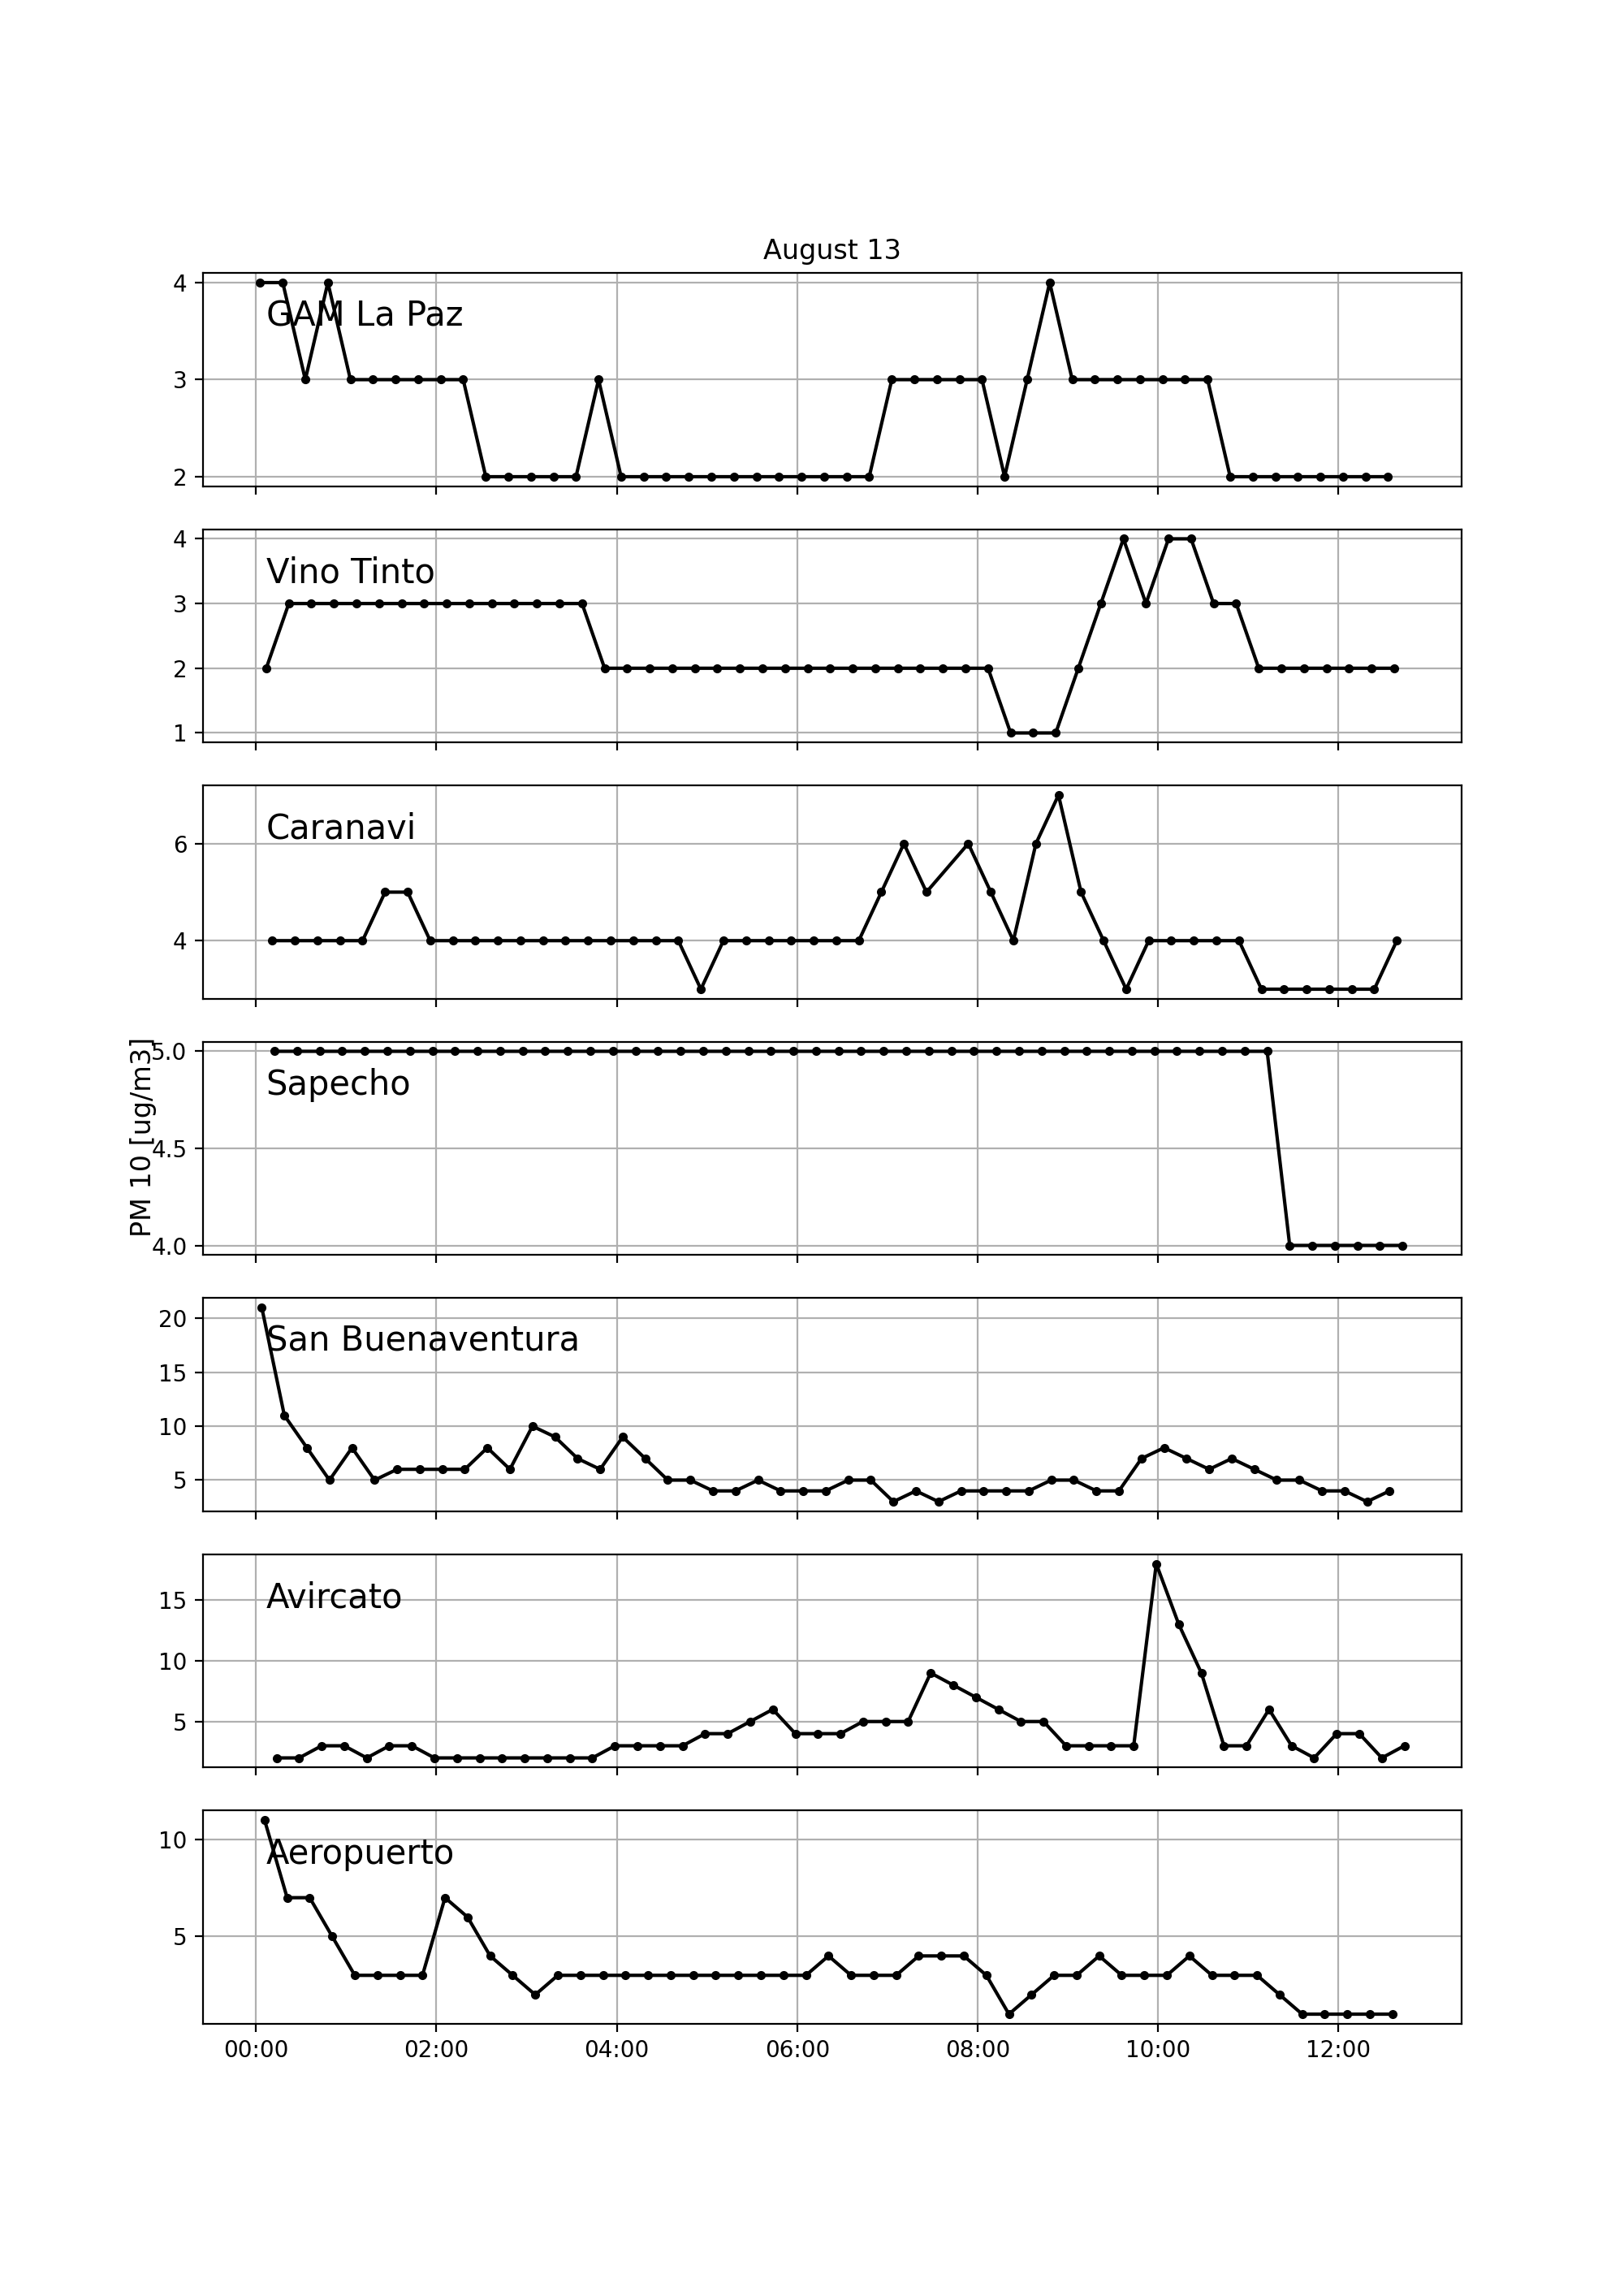 August 13
4
GAM La Paz
3
2
4
Vino Tinto
3
2
1
Caranavi
6
4
PM 10 [ug/m3]
5.0
Sapecho
4.5
4.0
20
San Buenaventura
15
10
5
Avircato
15
10
5
10
Aeropuerto
5
00:00 02:00 04:00 06:00 08:00 10:00 12:00